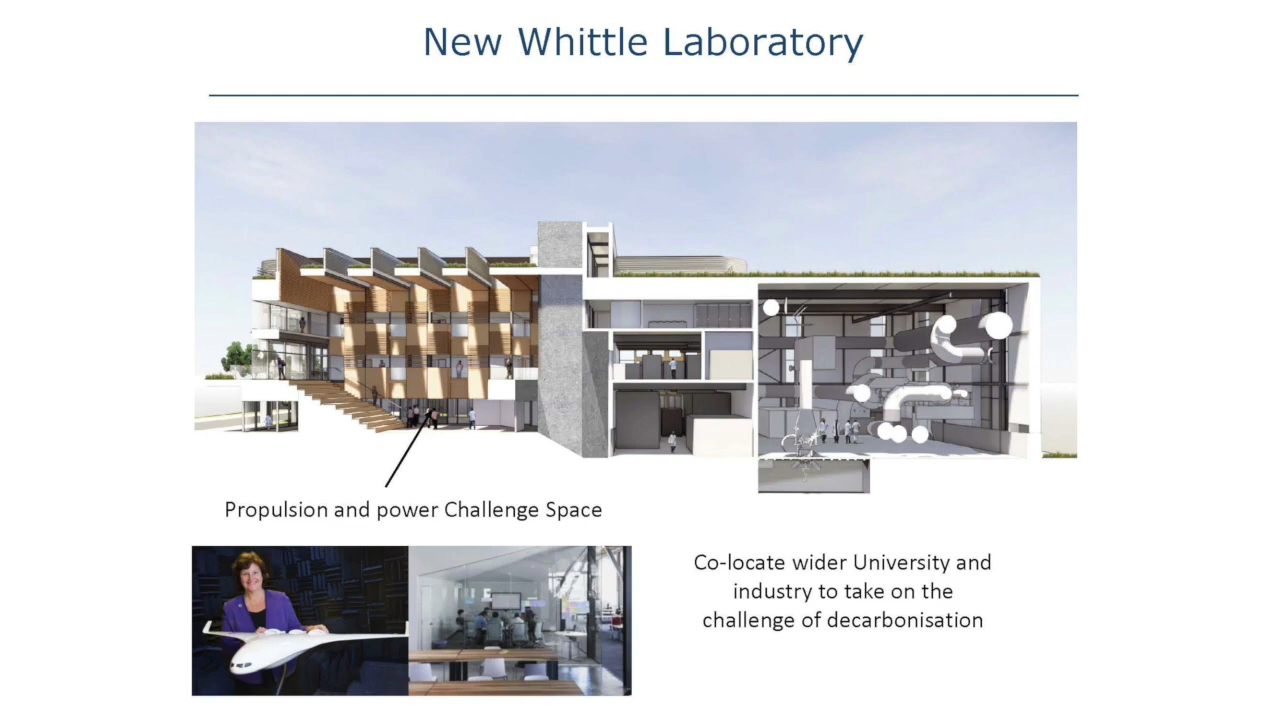 New Whittle Laboratory
Propulsion and power Challenge Space
Co-locate wider University and
industry to take on the
challenge of decarbonisation